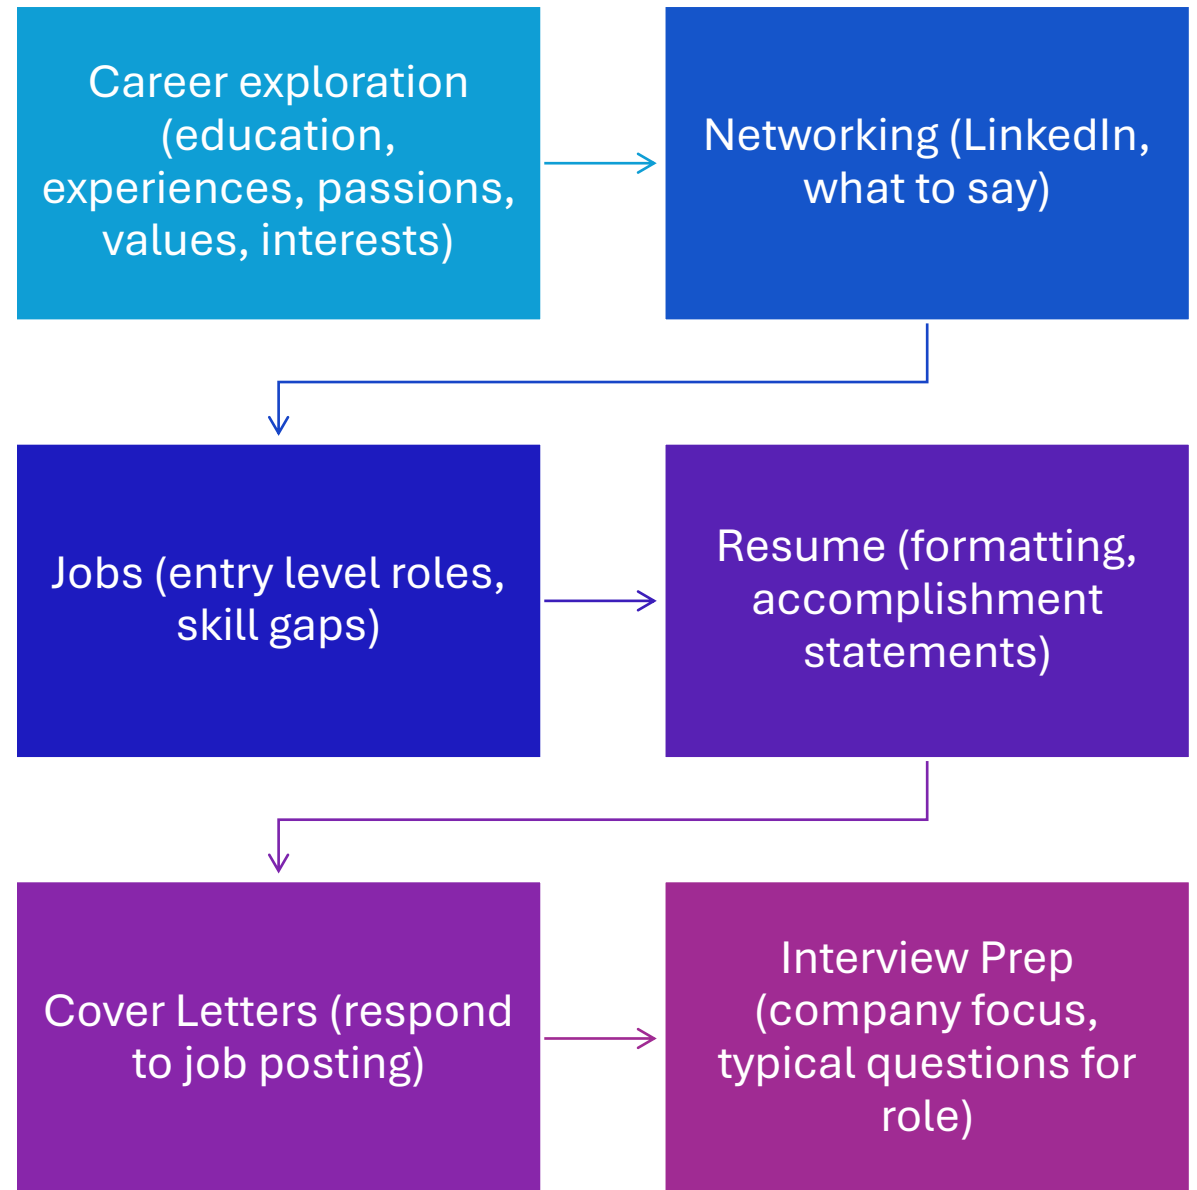 Career exploration
(education,
experiences, passions,
values, interests)
Networking (LinkedIn,
what to say)
Jobs (entry level roles,
skill gaps)
Resume (formatting,
accomplishment
statements)
Cover Letters (respond
to job posting)
Interview Prep
(company focus,
typical questions for
role)